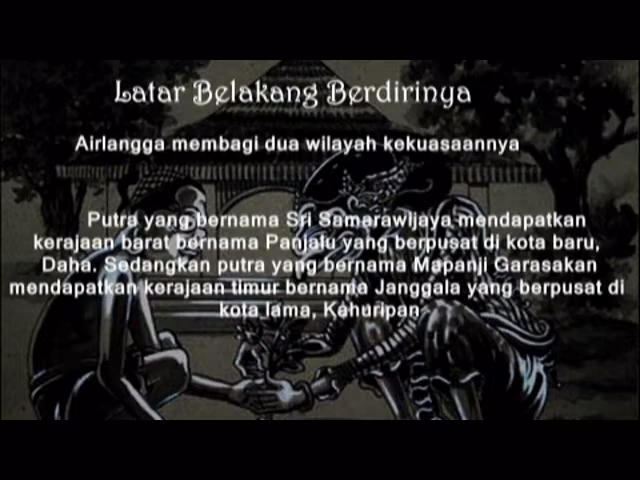 Latar Belakang Berdirinya
Airlangga membagi dua wilayah kekuasaannya
Putra yang bernama Sri Samarawijaya mendapatkan
kerajaan barat bernama Panjalu yang berpusat di kota baru,
Daha. Sedangkan putra yang bernama Mapanji Garasakan
mendapatkan kerajaan timur bernama Janggala yang berpusat di
kota lama, Kahuripan